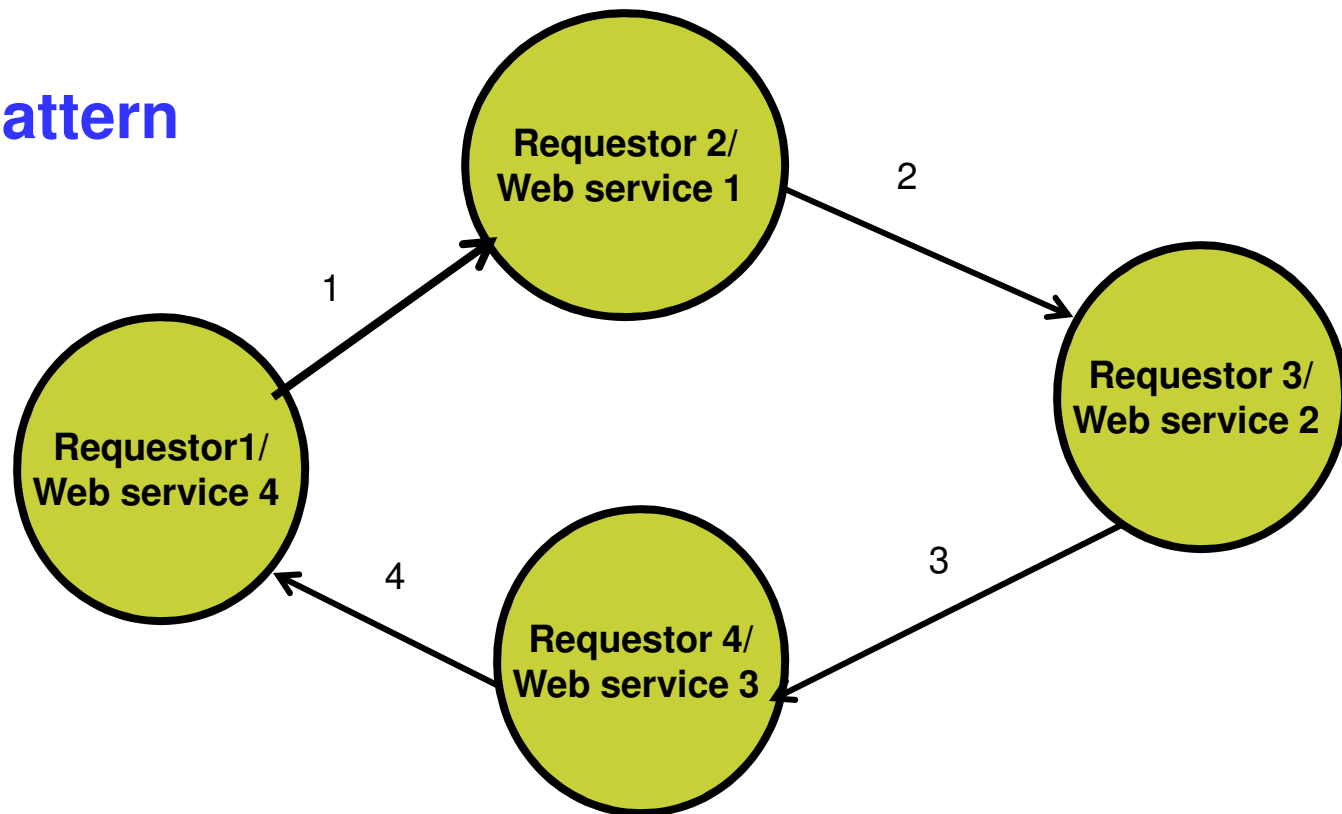 attern
Requestor 2/
Web service 1
2
1
Requestor 3/
Web service 2
Requestor1/
Web service 4
3
4
Requestor 4/
Web service 3